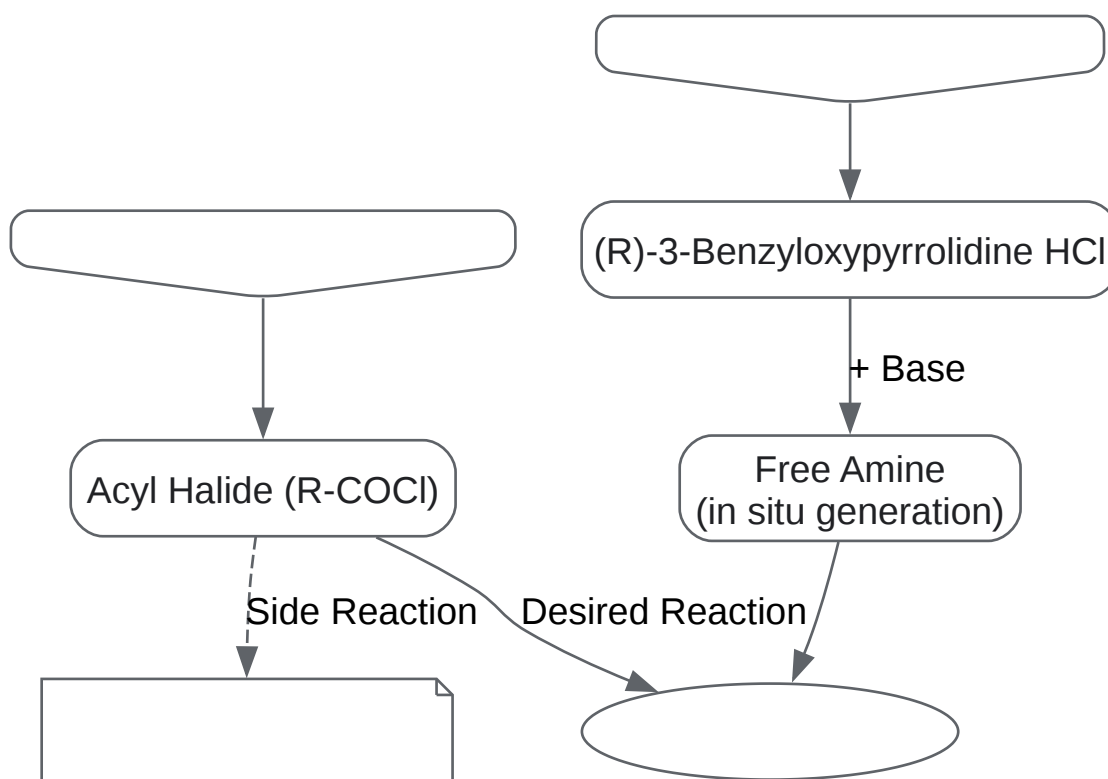 (R)-3-Benzyloxypyrrolidine HCl
+ Base
Acyl Halide (R-COCl)
Free Amine
(in situ generation)
Side Reaction
Desired Reaction